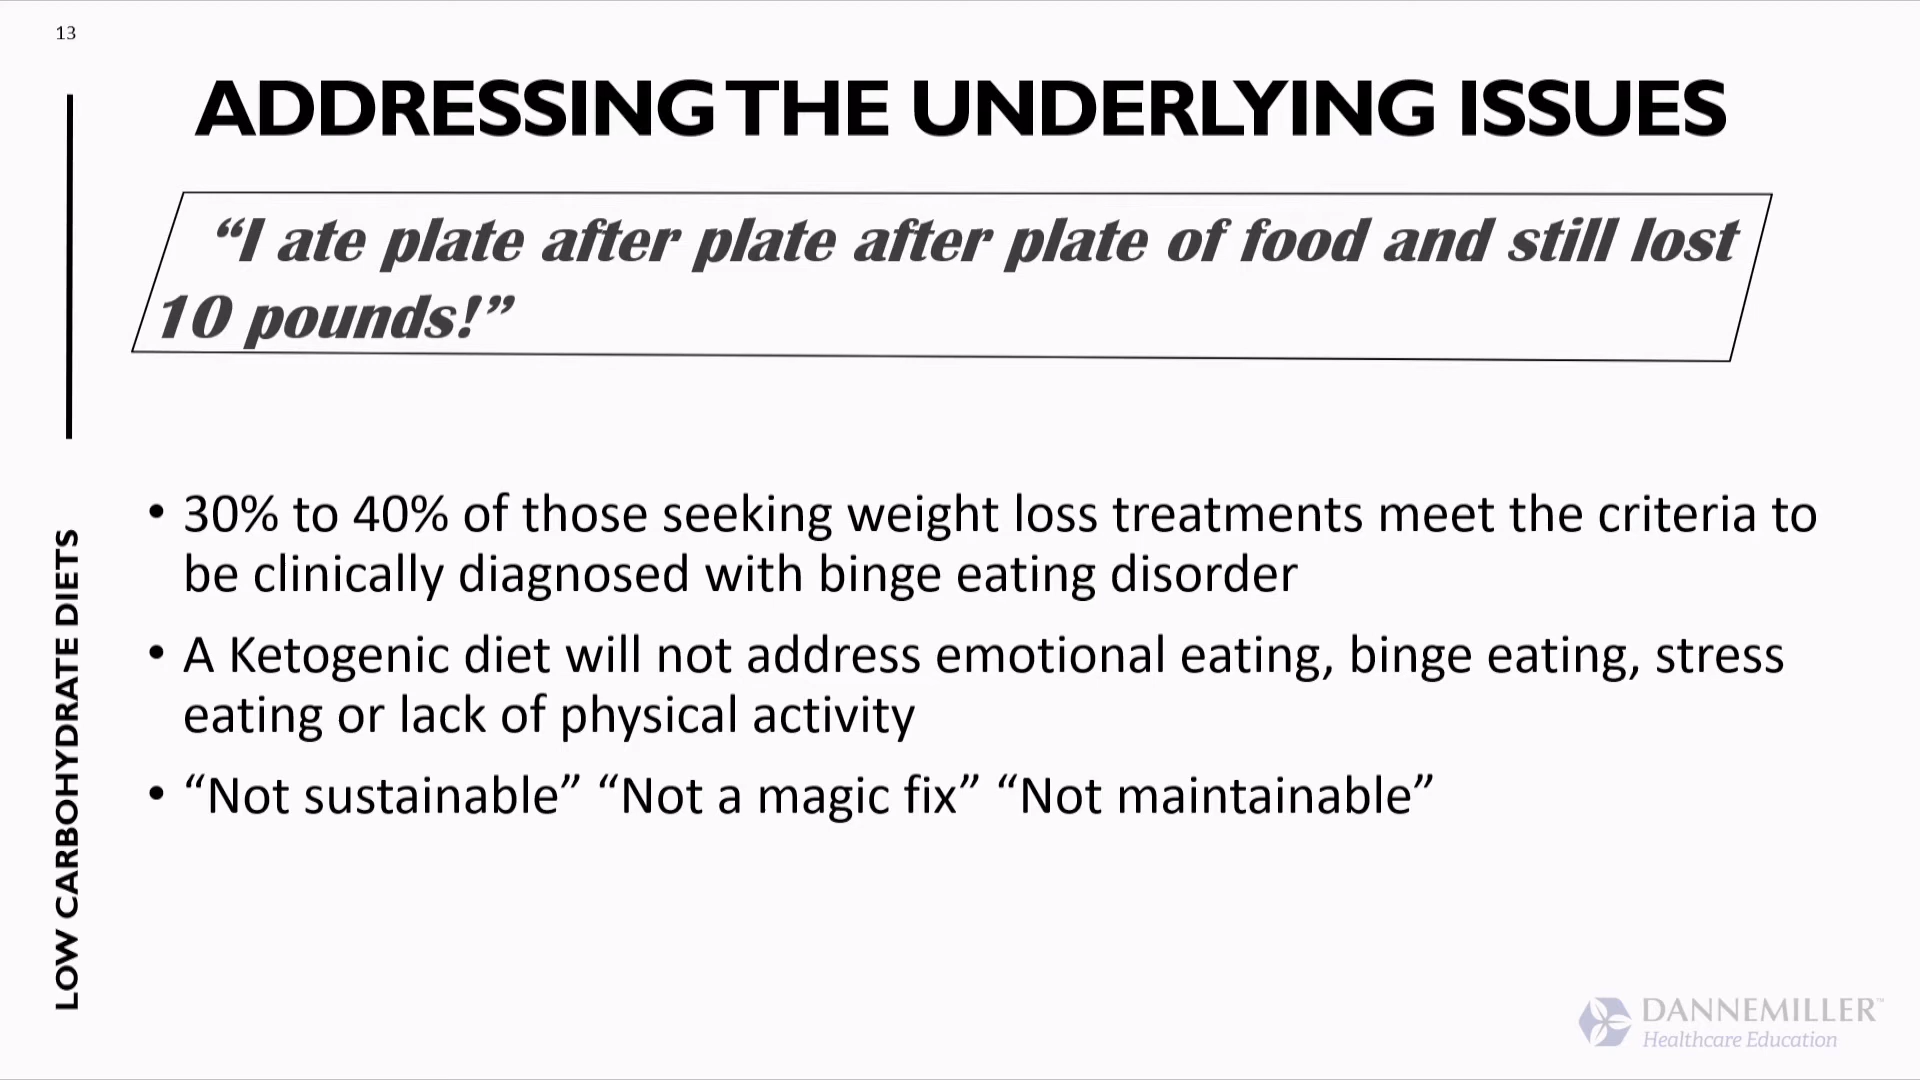 13
ADDRESSING THE UNDERLYING ISSUES
“I ate plate after plate after plate of food and still lost
10 pounds!”
• 30% to 40% of those seeking weight loss treatments meet the criteria to
be clinically diagnosed with binge eating disorder
• A Ketogenic diet will not address emotional eating, binge eating, stress
eating or lack of physical activity
• “Not sustainable” “Not a magic fix” “Not maintainable”
LOW CARBOHYDRATE DIETS
DANNEMILLER™
Healthcare Education